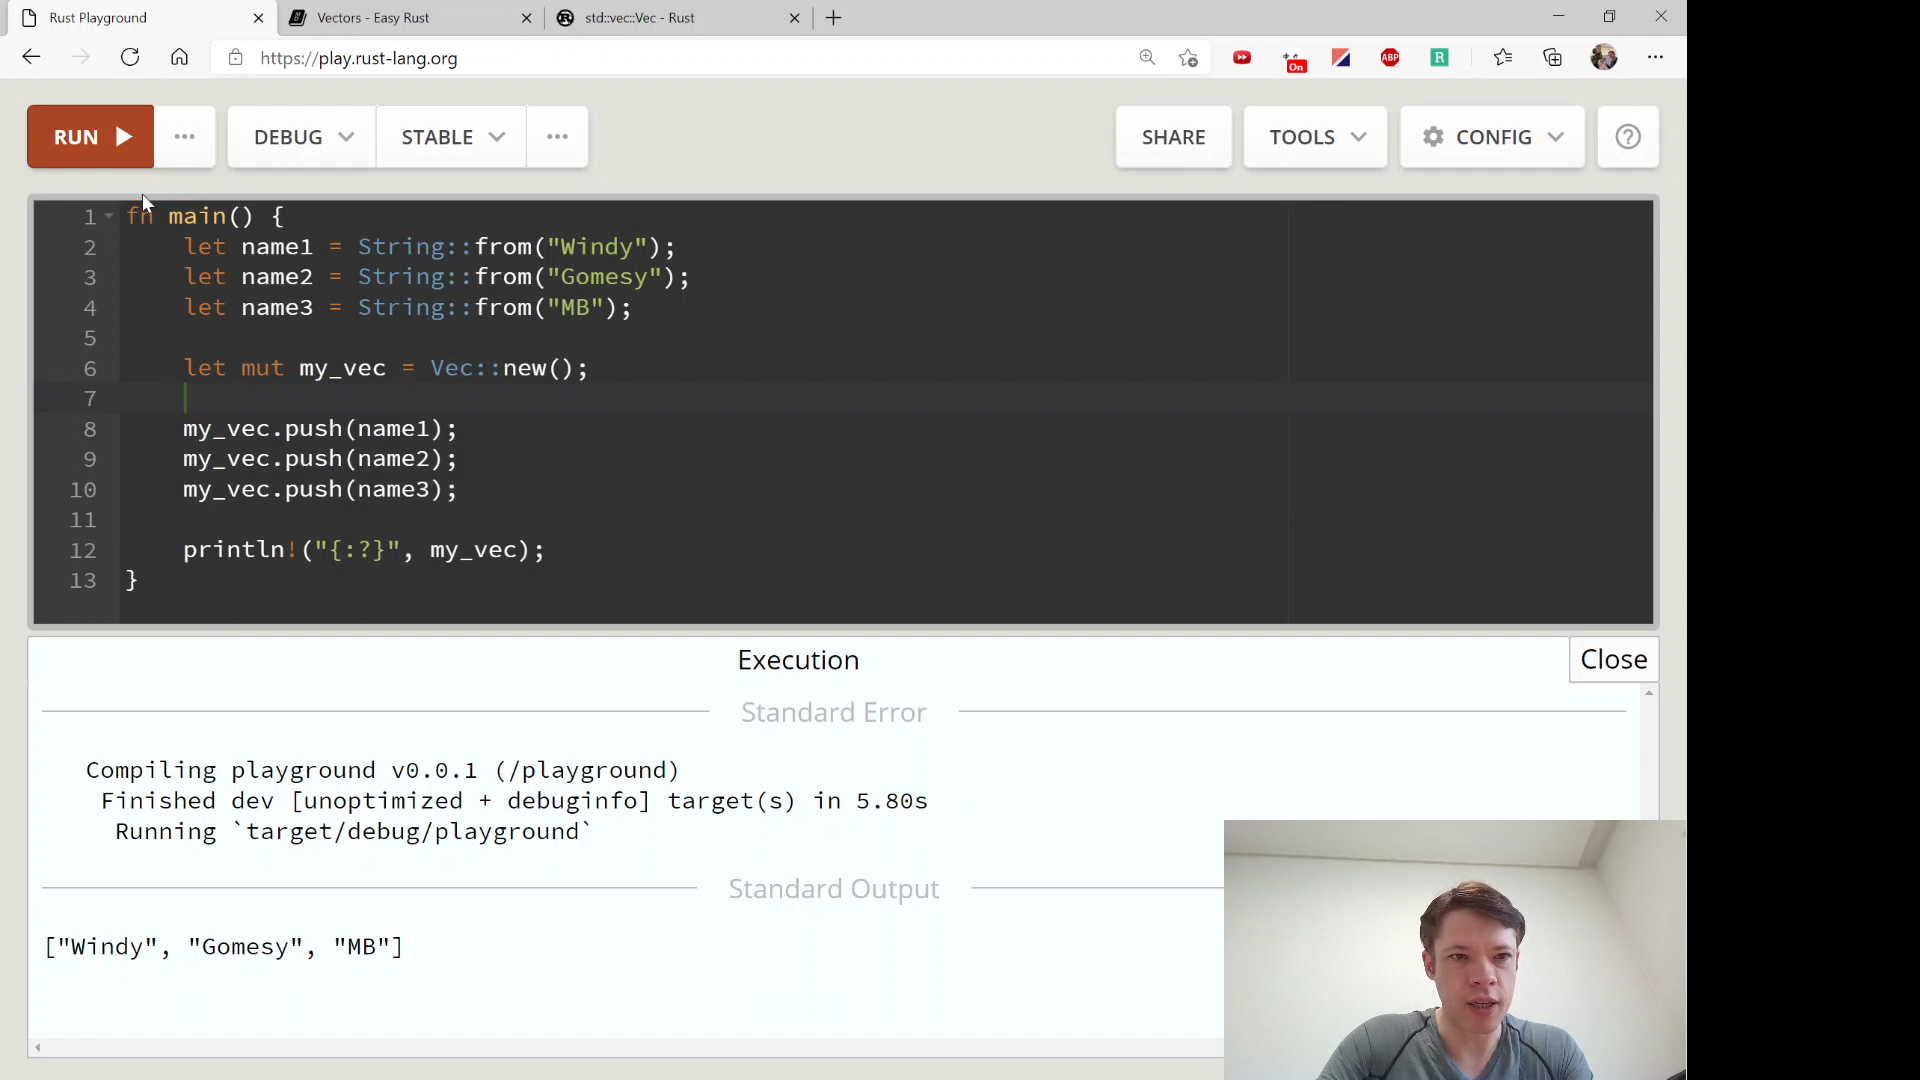 Rust Playground
Vectors - Easy Rust
std::vec::Vec - Rust
https://play.rust-lang.org
On
ABP
R
RUN
DEBUG
STABLE
SHARE
TOOLS
CONFIG
1 fn main() {
2 let name1 = String::from("Windy");
3 let name2 = String::from("Gomesy");
4 let name3 = String::from("MB");
5
6 let mut my_vec = Vec::new();
7
8 my_vec.push(name1);
9 my_vec.push(name2);
10 my_vec.push(name3);
11
12 println!("{:?}", my_vec);
13 }
Execution
Close
Standard Error
Compiling playground v0.0.1 (/playground)
Finished dev [unoptimized + debuginfo] target(s) in 5.80s
Running `target/debug/playground`
Standard Output
["Windy", "Gomesy", "MB"]